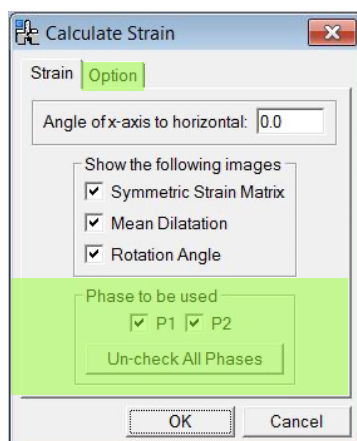 Calculate Strain
Strain Option
Angle of x-axis to horizontal: 0.0
Show the following images
Symmetric Strain Matrix
Mean Dilatation
Rotation Angle
Phase to be used
P1 P2
Un-check All Phases
OK Cancel